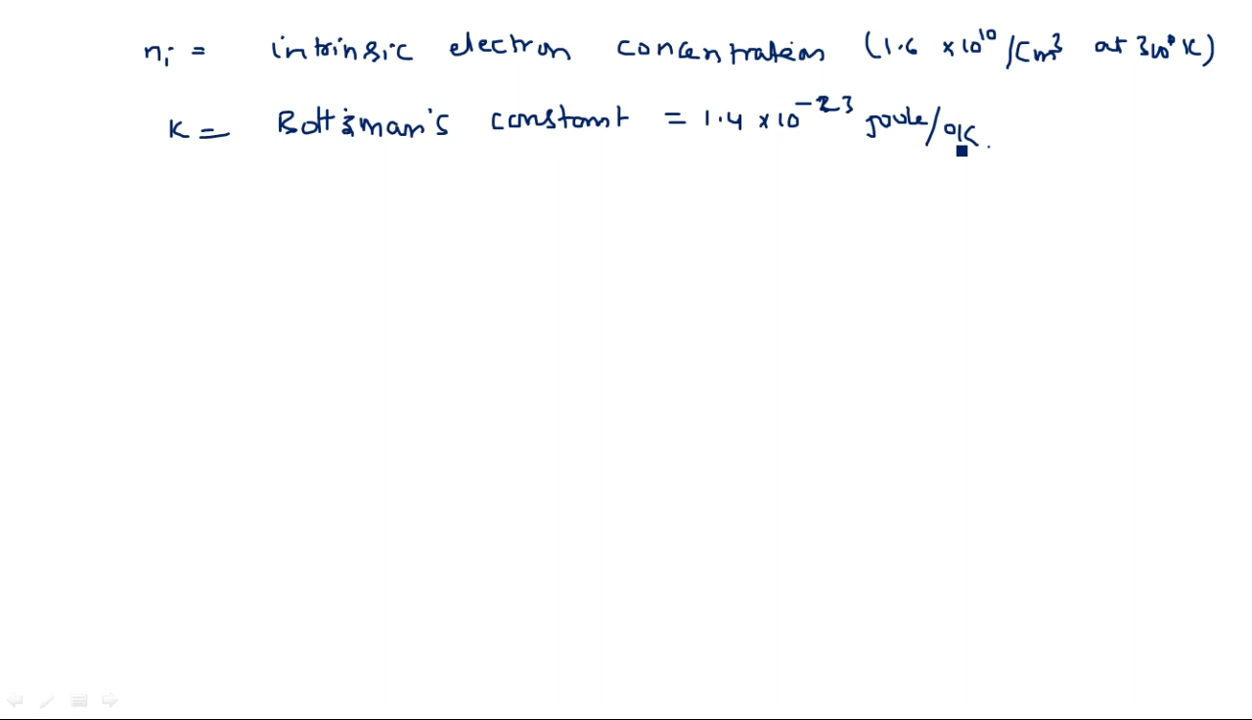 ni = intrinsic electron concentration (1.6 × 10¹⁰/cm³ at 300°K)
K = Boltzman's constant = 1.4 × 10⁻²³ joule/°K.